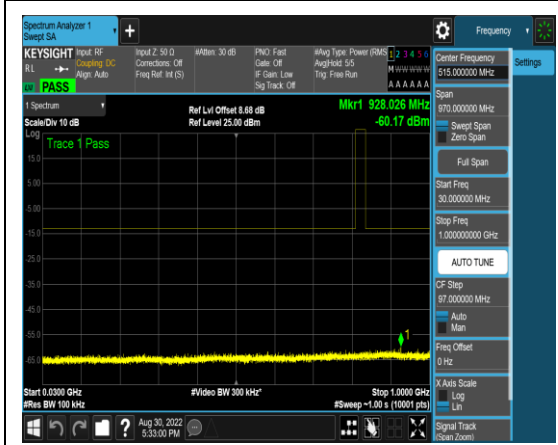 Spectrum Analyzer 1
Swept SA
Frequency
KEYSIGHT
RL
PASS
Input: RF
Coupling: DC
Align: Auto
Input Z: 50 Ω
Corrections: Off
Freq Ref: Int (S)
#Atten: 30 dB
PNO: Fast
Gate: Off
IF Gain: Low
Sig Track: Off
#Avg Type: Power (RMS
Avg|Hold: 5/5
Trig: Free Run
1 2 3 4 5 6
M W W W W W
A A A A A A
1 Spectrum
Scale/Div 10 dB
Ref Lvl Offset 8.68 dB
Ref Level 25.00 dBm
Mkr1 928.026 MHz
-60.17 dBm
Log
Trace 1 Pass
15.0
5.00
-5.00
-15.0
-25.0
-35.0
-45.0
-55.0
-65.0
1
Start 0.0300 GHz
#Res BW 100 kHz
#Video BW 300 kHz*
Stop 1.0000 GHz
#Sweep ~1.00 s (10001 pts)
Aug 30, 2022
5:33:00 PM
Center Frequency
515.000000 MHz
Settings
Span
970.000000 MHz
Swept Span
Zero Span
Full Span
Start Freq
30.000000 MHz
Stop Freq
1.000000000 GHz
AUTO TUNE
CF Step
97.000000 MHz
Auto
Man
Freq Offset
0 Hz
X Axis Scale
Log
Lin
Signal Track
(Span Zoom)